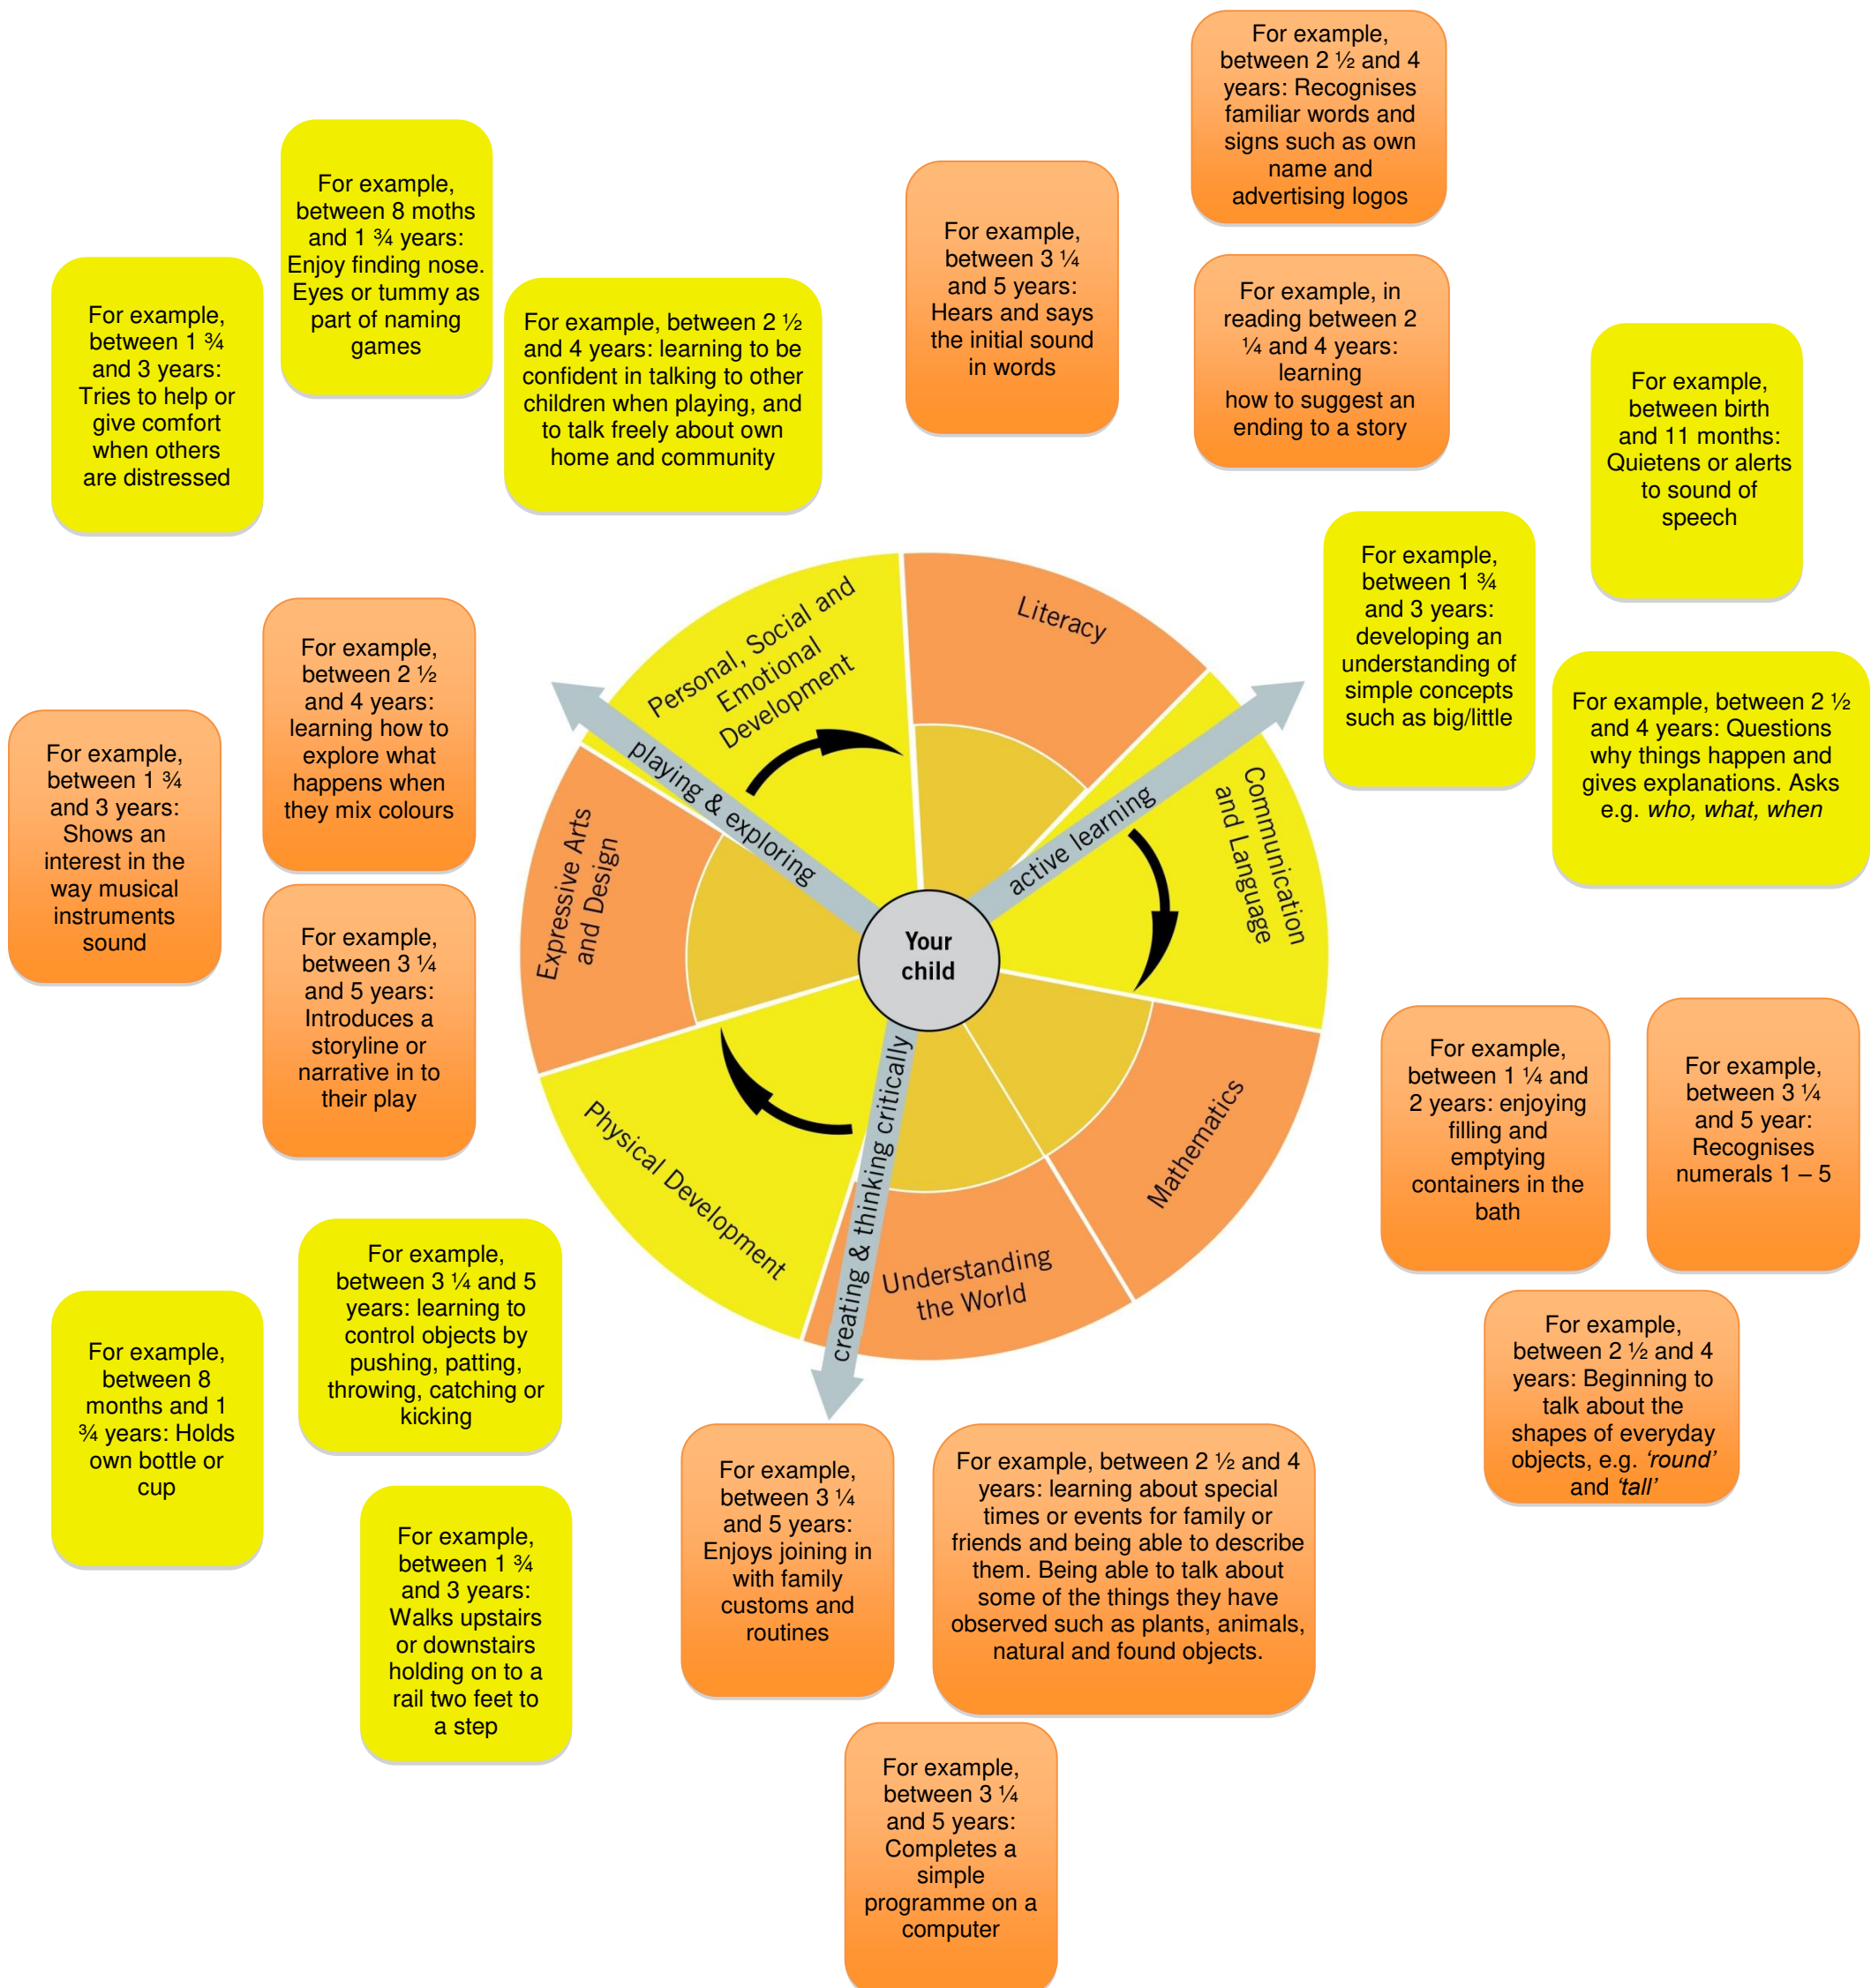 For example,
between 2 ½ and 4
years: Recognises
familiar words and
signs such as own
name and
advertising logos
For example,
between 8 moths
and 1 ¾ years:
Enjoy finding nose.
Eyes or tummy as
part of naming
games
For example,
between 3 ¼
and 5 years:
Hears and says
the initial sound
in words
For example,
between 1 ¾
and 3 years:
Tries to help or
give comfort
when others
are distressed
For example, between 2 ½
and 4 years: learning to be
confident in talking to other
children when playing, and
to talk freely about own
home and community
For example, in
reading between 2
¼ and 4 years:
learning
how to suggest an
ending to a story
For example,
between birth
and 11 months:
Quietens or alerts
to sound of
speech
For example,
between 1 ¾
and 3 years:
developing an
understanding of
simple concepts
such as big/little
For example, between 2 ½
and 4 years: Questions
why things happen and
gives explanations. Asks
e.g. who, what, when
For example,
between 2 ½
and 4 years:
learning how to
explore what
happens when
they mix colours
For example,
between 1 ¾
and 3 years:
Shows an
interest in the
way musical
instruments
sound
For example,
between 3 ¼
and 5 years:
Introduces a
storyline or
narrative in to
their play
Personal, Social and
Emotional
Development
Literacy
Communication
and Language
Mathematics
Understanding
the World
Physical Development
Expressive Arts
and Design
playing & exploring
active learning
creating & thinking critically
Your
child
For example,
between 1 ¼ and
2 years: enjoying
filling and
emptying
containers in the
bath
For example,
between 3 ¼
and 5 year:
Recognises
numerals 1 – 5
For example,
between 2 ½ and 4
years: Beginning to
talk about the
shapes of everyday
objects, e.g. ‘round’
and ‘tall’
For example,
between 3 ¼ and 5
years: learning to
control objects by
pushing, patting,
throwing, catching or
kicking
For example,
between 8
months and 1
¾ years: Holds
own bottle or
cup
For example,
between 1 ¾
and 3 years:
Walks upstairs
or downstairs
holding on to a
rail two feet to
a step
For example,
between 3 ¼
and 5 years:
Enjoys joining in
with family
customs and
routines
For example, between 2 ½ and 4
years: learning about special
times or events for family or
friends and being able to describe
them. Being able to talk about
some of the things they have
observed such as plants, animals,
natural and found objects.
For example,
between 3 ¼
and 5 years:
Completes a
simple
programme on a
computer